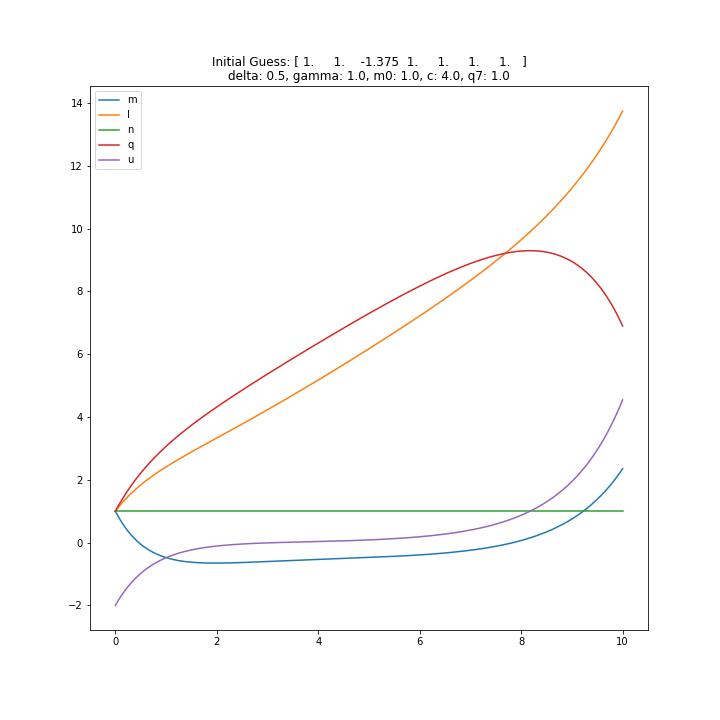 Initial Guess: [ 1. 1. -1.375 1. 1. 1. 1. ]
delta: 0.5, gamma: 1.0, m0: 1.0, c: 4.0, q7: 1.0
m
l
n
q
u
14
12
10
8
6
4
2
0
−2
0 2 4 6 8 10